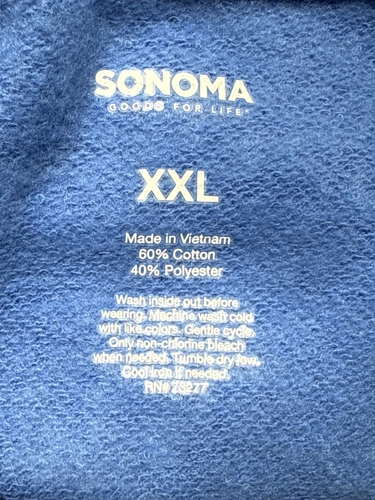 SONOMA
GOODS FOR LIFE®
XXL
Made in Vietnam
60% Cotton
40% Polyester
Wash inside out before
wearing. Machine wash cold
with like colors. Gentle cycle.
Only non-chlorine bleach
when needed. Tumble dry low.
Cool iron if needed.
RN# 73277